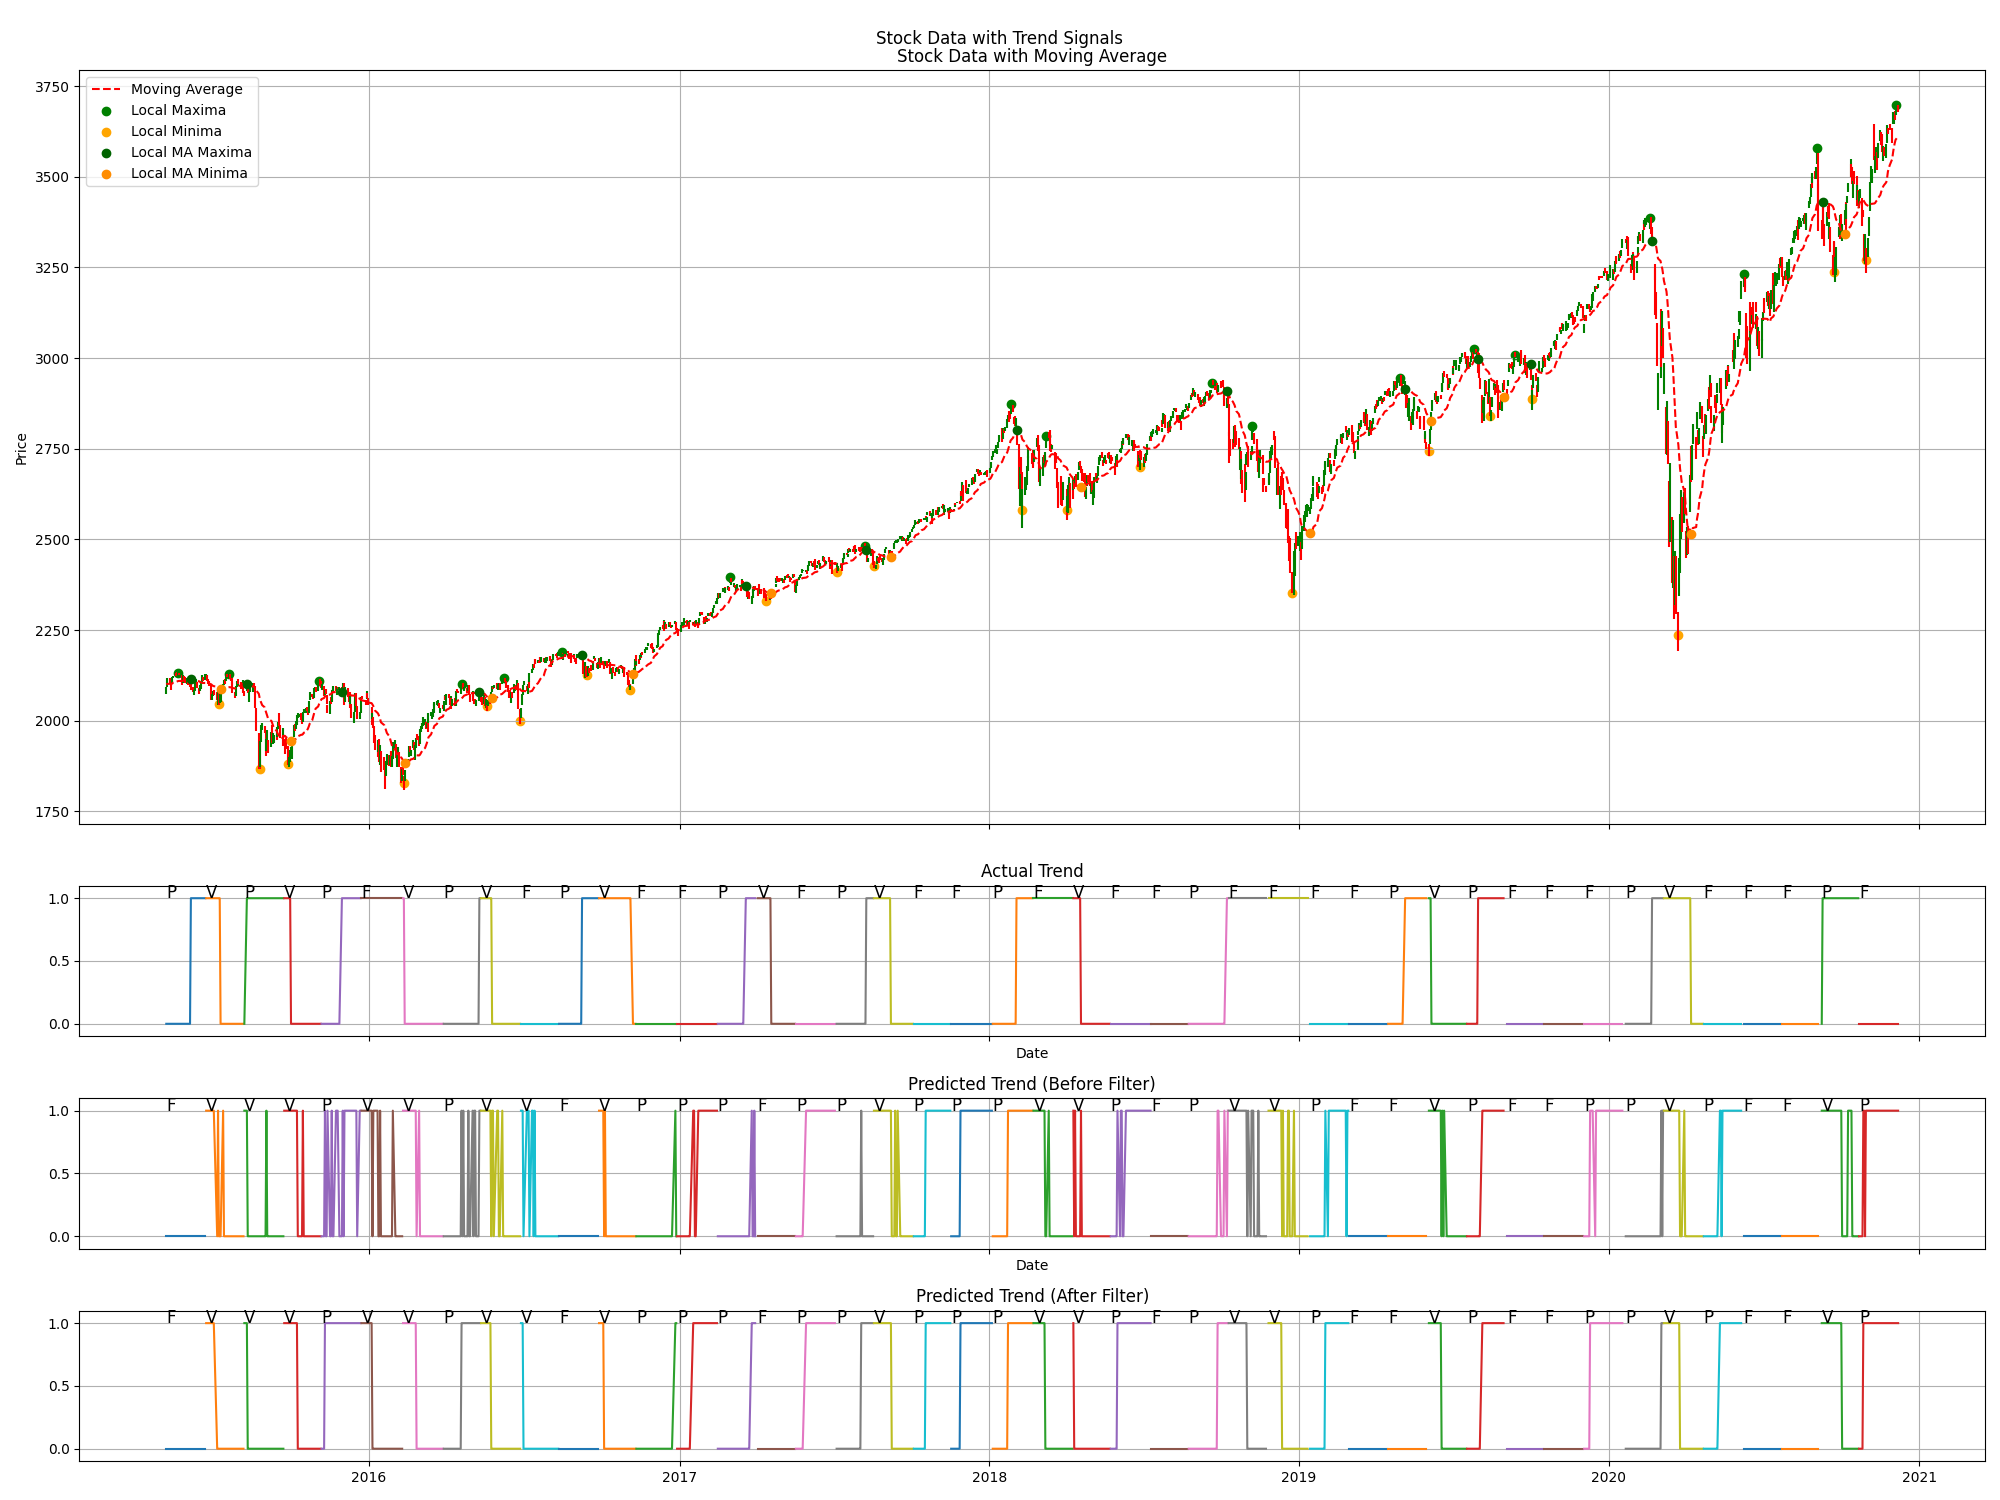 Stock Data with Trend Signals
Stock Data with Moving Average
Moving Average
Local Maxima
Local Minima
Local MA Maxima
Local MA Minima
3750
3500
3250
3000
2750
2500
2250
2000
1750
Price
Actual Trend
P V P V P F V P V F P V F F P V F P V F F P F V F F P F F F F P V P F F F P V F F F P F
1.0
0.5
0.0
Date
Predicted Trend (Before Filter)
F V V V P V V P V V F V P P P F P P V P P P V V P F P V V P F F V P F F P P V P F F V P
1.0
0.5
0.0
Date
Predicted Trend (After Filter)
F V V V P V V P V V F V P P P F P P V P P P V V P F P V V P F F V P F F P P V P F F V P
1.0
0.5
0.0
2016 2017 2018 2019 2020 2021